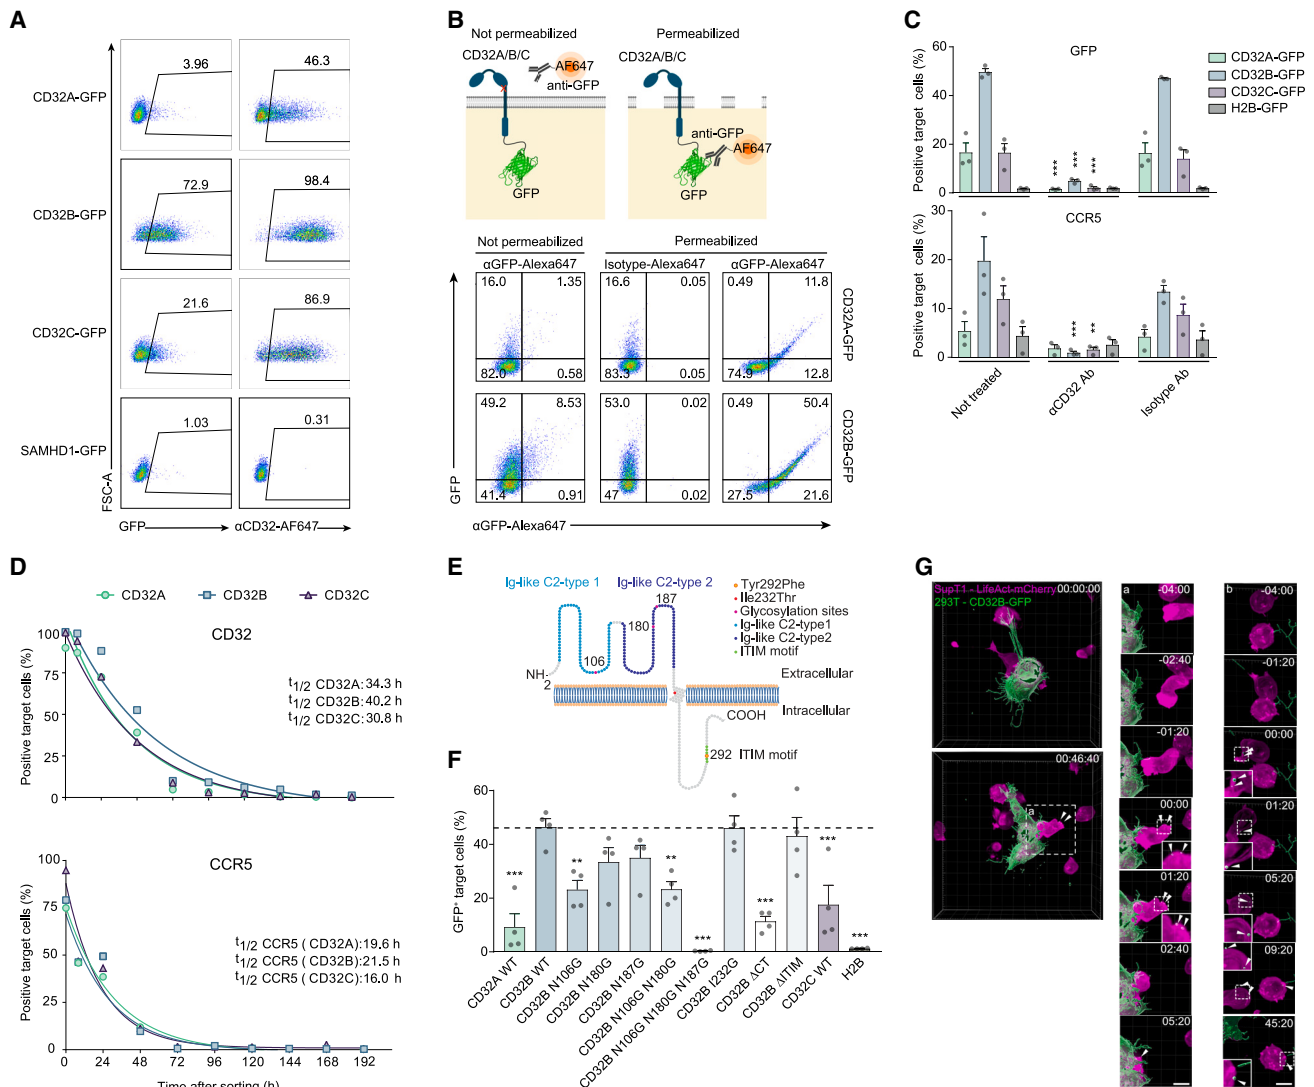 A
3.96
46.3
CD32A-GFP
72.9
98.4
CD32B-GFP
21.6
86.9
CD32C-GFP
1.03
0.31
SAMHD1-GFP
FSC-A
GFP
αCD32-AF647
B
Not permeabilized
Permeabilized
CD32A/B/C
AF647
anti-GFP
GFP
CD32A/B/C
anti-GFP
AF647
GFP
Not permeabilized
Permeabilized
αGFP-Alexa647
Isotype-Alexa647
αGFP-Alexa647
16.0
1.35
16.6
0.05
0.49
11.8
82.0
0.58
83.3
0.05
74.9
12.8
CD32A-GFP
49.2
8.53
53.0
0.02
0.49
50.4
41.4
0.91
47
0.02
27.5
21.6
CD32B-GFP
GFP
αGFP-Alexa647
C
GFP
Positive target cells (%)
60
40
20
0
CD32A-GFP
CD32B-GFP
CD32C-GFP
H2B-GFP
***
***
***
CCR5
Positive target cells (%)
30
20
10
0
***
**
Not treated
αCD32 Ab
Isotype Ab
D
CD32A
CD32B
CD32C
CD32
Positive target cells (%)
100
75
50
25
0
t1/2 CD32A:34.3 h
t1/2 CD32B:40.2 h
t1/2 CD32C:30.8 h
CCR5
Positive target cells (%)
100
75
50
25
0
t1/2 CCR5 ( CD32A):19.6 h
t1/2 CCR5 ( CD32B):21.5 h
t1/2 CCR5 ( CD32C):16.0 h
0 24 48 72 96 120 144 168 192
Time after sorting (h)
E
Ig-like C2-type 1
Ig-like C2-type 2
187
180
106
NH-
2
Tyr292Phe
Ile232Thr
Glycosylation sites
Ig-like C2-type1
Ig-like C2-type2
ITIM motif
Extracellular
Intracellular
COOH
292 ITIM motif
F
GFP+ target cells (%)
60
40
20
0
***
**
**
***
***
***
***
CD32A WT
CD32B WT
CD32B N106G
CD32B N180G
CD32B N187G
CD32B N106G N180G
CD32B N106G N180G N187G
CD32B I232G
CD32B ΔCT
CD32B ΔITIM
CD32C WT
H2B
G
SupT1 - LifeAct-mCherry
00:00:00
293T - CD32B-GFP
00:46:40
a
a
-04:00
-02:40
-01:20
00:00
01:20
02:40
05:20
b
-04:00
-01:20
00:00
01:20
05:20
09:20
45:20